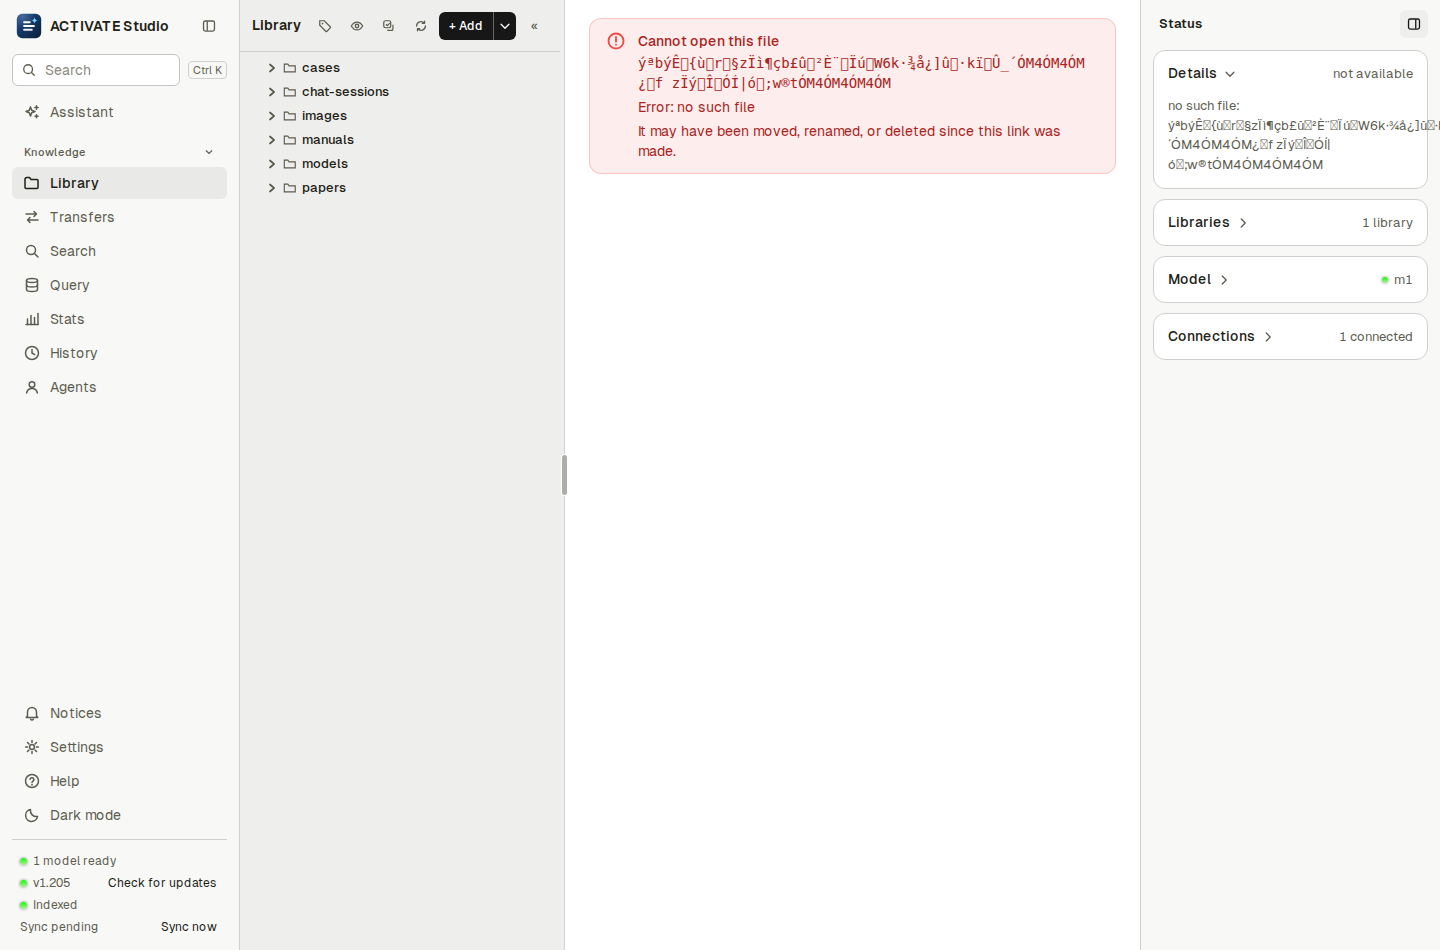 ACTIVATE Studio
Search
Ctrl K
Assistant
Knowledge
Library
Transfers
Search
Query
Stats
History
Agents
Notices
Settings
Help
Dark mode
1 model ready
v1.205 Check for updates
Indexed
Sync pending Sync now
Library
+ Add
«
cases
chat-sessions
images
manuals
models
papers
Cannot open this file
Error: no such file
It may have been moved, renamed, or deleted since this link was
made.
Status
Details not available
no such file:
Libraries 1 library
Model m1
Connections 1 connected